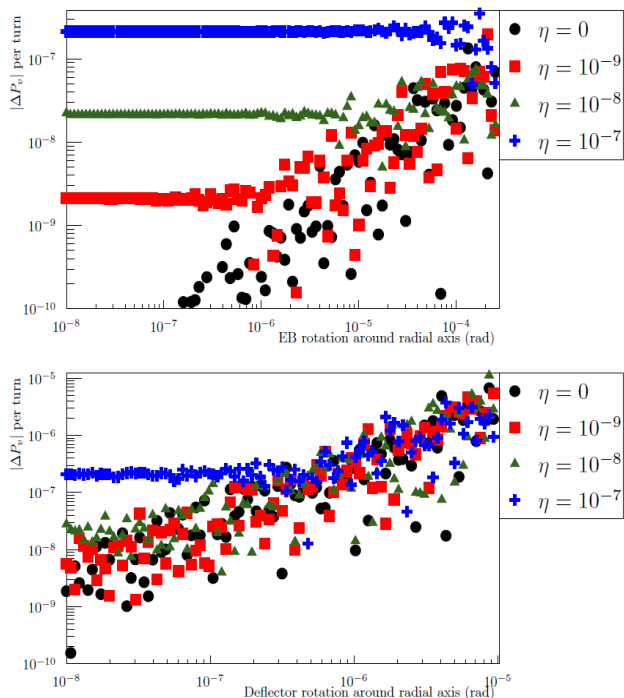 |ΔPᵥ| per turn
10⁻⁷
10⁻⁸
10⁻⁹
10⁻¹⁰
10⁻⁸
10⁻⁷
10⁻⁶
10⁻⁵
10⁻⁴
EB rotation around radial axis (rad)
η = 0
η = 10⁻⁹
η = 10⁻⁸
η = 10⁻⁷
|ΔPᵥ| per turn
10⁻⁵
10⁻⁶
10⁻⁷
10⁻⁸
10⁻⁹
10⁻¹⁰
10⁻⁸
10⁻⁷
10⁻⁶
10⁻⁵
Deflector rotation around radial axis (rad)
η = 0
η = 10⁻⁹
η = 10⁻⁸
η = 10⁻⁷